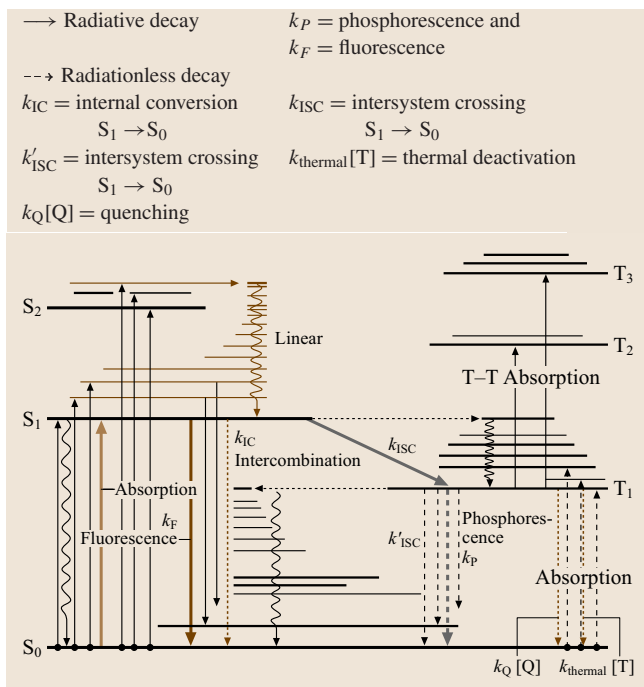 Radiative decay
k_P = phosphorescence and
k_F = fluorescence
Radiationless decay
k_IC = internal conversion
S₁ → S₀
k_ISC = intersystem crossing
S₁ → S₀
k′_ISC = intersystem crossing
S₁ → S₀
k_thermal[T] = thermal deactivation
k_Q[Q] = quenching
T₃
S₂
T₂
Linear
T–T Absorption
S₁
k_IC
k_ISC
Intercombination
T₁
Absorption
k_F
Fluorescence
Phosphores-
cence
k′_ISC
k_P
Absorption
S₀
k_Q [Q]
k_thermal [T]